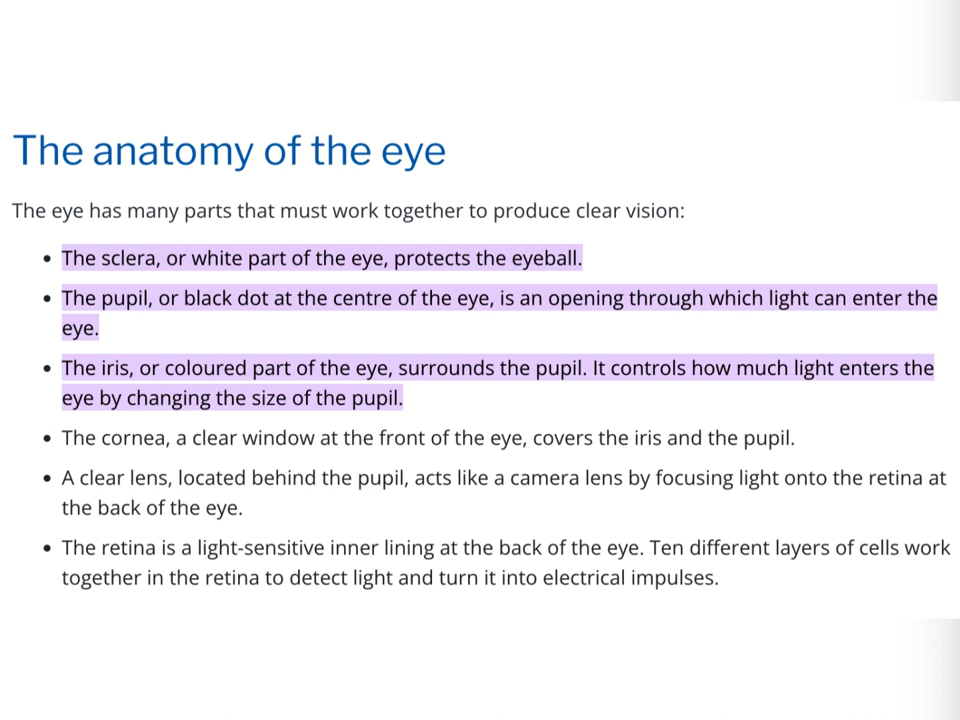 The anatomy of the eye
The eye has many parts that must work together to produce clear vision:
• The sclera, or white part of the eye, protects the eyeball.
• The pupil, or black dot at the centre of the eye, is an opening through which light can enter the
eye.
• The iris, or coloured part of the eye, surrounds the pupil. It controls how much light enters the
eye by changing the size of the pupil.
• The cornea, a clear window at the front of the eye, covers the iris and the pupil.
• A clear lens, located behind the pupil, acts like a camera lens by focusing light onto the retina at
the back of the eye.
• The retina is a light-sensitive inner lining at the back of the eye. Ten different layers of cells work
together in the retina to detect light and turn it into electrical impulses.